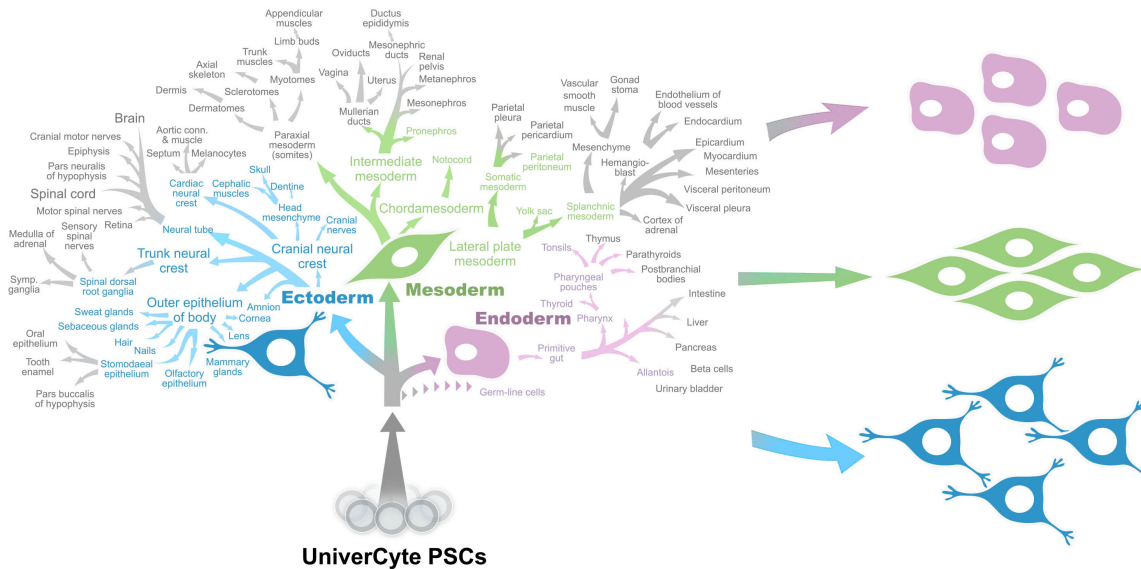 Appendicular
muscles
Limb buds
Trunk
muscles
Axial
skeleton
Myotomes
Sclerotomes
Dermis
Dermatomes
Paraxial
mesoderm
(somites)
Ductus
epididymis
Mesonephric
ducts
Oviducts
Renal
pelvis
Vagina
Uterus
Metanephros
Mullerian
ducts
Mesonephros
Pronephros
Intermediate
mesoderm
Notocord
Chordamesoderm
Parietal
pleura
Parietal
pericardium
Parietal
peritoneum
Somatic
mesoderm
Yolk sac
Lateral plate
mesoderm
Splanchnic
mesoderm
Vascular
smooth
muscle
Gonad
stoma
Mesenchyme
Hemangio-
blast
Endothelium of
blood vessels
Endocardium
Epicardium
Myocardium
Mesenteries
Visceral peritoneum
Visceral pleura
Cortex of
adrenal
Brain
Cranial motor nerves
Epiphysis
Pars neuralis
of hypophysis
Spinal cord
Motor spinal nerves
Retina
Neural tube
Aortic conn.
& muscle
Septum
Melanocytes
Cardiac
neural
crest
Cephalic
muscles
Skull
Dentine
Head
mesenchyme
Cranial
nerves
Cranial neural
crest
Sensory
spinal
nerves
Medulla of
adrenal
Symp.
ganglia
Spinal dorsal
root ganglia
Trunk neural
crest
Outer epithelium
of body
Sweat glands
Sebaceous glands
Hair
Nails
Stomodaeal
epithelium
Oral
epithelium
Tooth
enamel
Pars buccalis
of hypophysis
Olfactory
epithelium
Mammary
glands
Lens
Cornea
Amnion
Ectoderm
Mesoderm
Endoderm
Tonsils
Thymus
Parathyroids
Postbranchial
bodies
Pharyngeal
pouches
Thyroid
Pharynx
Primitive
gut
Intestine
Liver
Pancreas
Beta cells
Allantois
Urinary bladder
Germ-line cells
UniverCyte PSCs